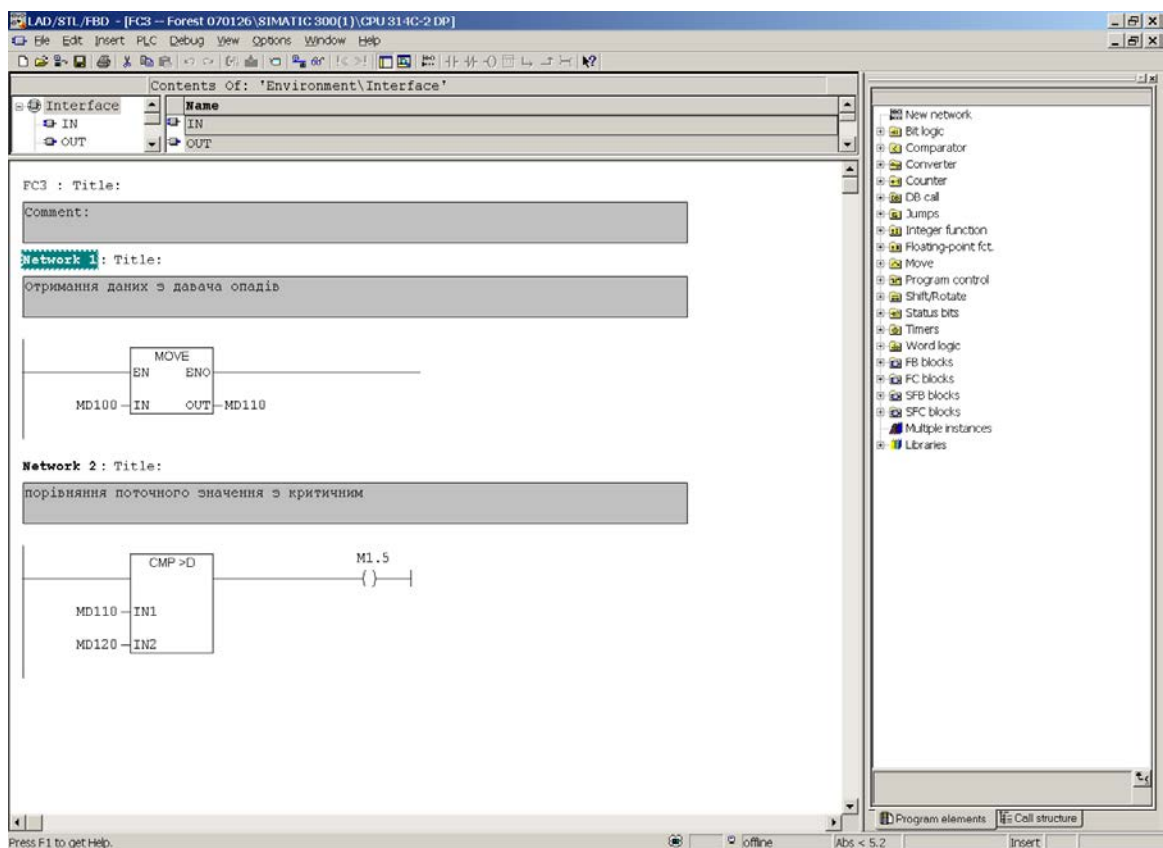 LAD/STL/FBD - [FC3 -- Forest 070126\SIMATIC 300(1)\CPU 314C-2 DP]
File Edit Insert PLC Debug View Options Window Help
Contents Of: 'Environment\Interface'
Interface
IN
OUT
Name
IN
OUT
FC3 : Title:
Comment:
Network 1: Title:
Отримання даних з давача опадів
MOVE
EN ENO
MD100 IN OUT MD110
Network 2: Title:
порівняння поточного значення з критичним
CMP >D
M1.5
( )
MD110 IN1
MD120 IN2
New network
Bit logic
Comparator
Converter
Counter
DB call
Jumps
Integer function
Floating-point fct.
Move
Program control
Shift/Rotate
Status bits
Timers
Word logic
FB blocks
FC blocks
SFB blocks
SFC blocks
Multiple instances
Libraries
Program elements Call structure
Press F1 to get Help. offline Abs < 5.2 Insert